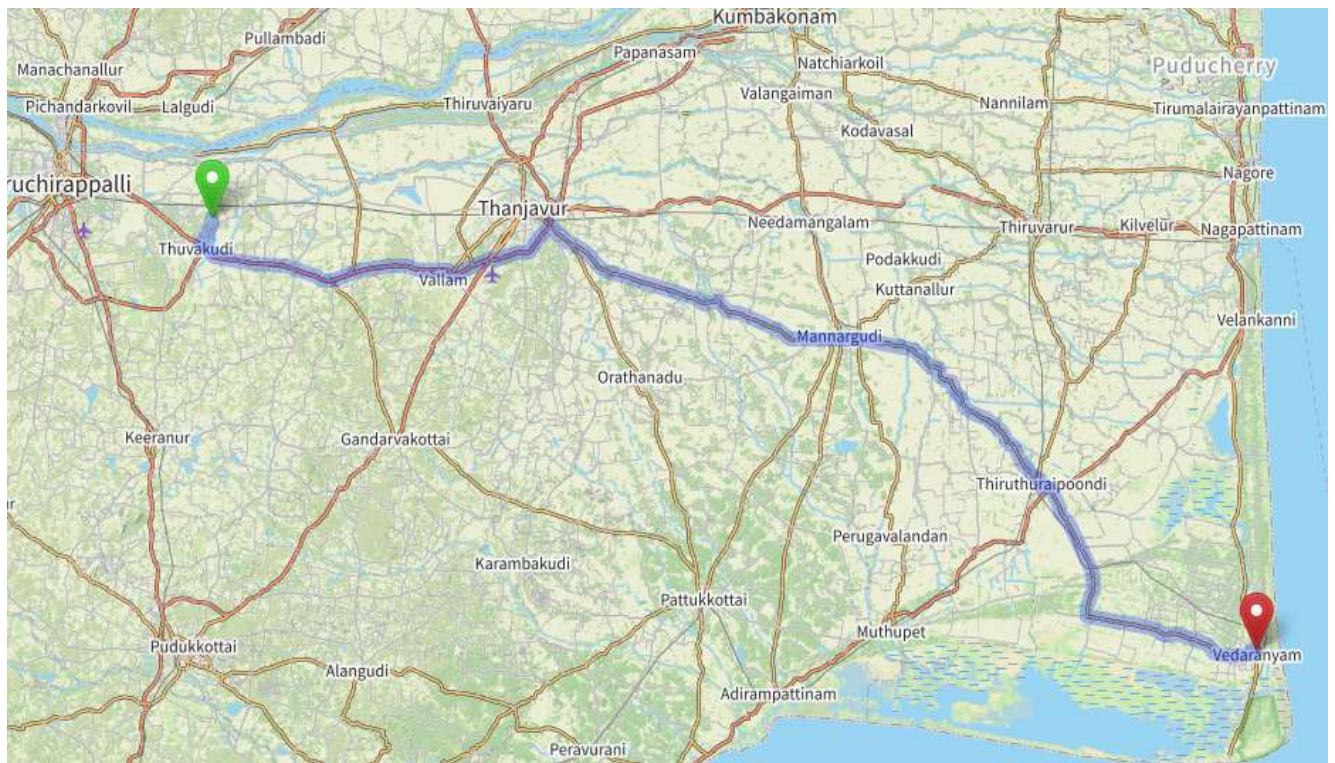 Kumbakonam
Pullambadi
Papanasam
Natchiarkoil
Puducherry
Manachanallur
Valangaiman
Pichandarkovil
Lalgudi
Thiruvaiyaru
Nannilam
Tirumalairayanpattinam
Kodavasal
Nagore
ruchirappalli
Thanjavur
Needamangalam
Thiruvarur
Kilvelur
Nagapattinam
Thuvakudi
Podakkudi
Vallam
Kuttanallur
Velankanni
Mannargudi
Orathanadu
Keeranur
Gandarvakottai
Thiruthuraipoondi
ur
Perugavalandan
Karambakudi
Pattukkottai
Muthupet
Pudukkottai
Vedaranyam
Alangudi
Adirampattinam
Peravurani